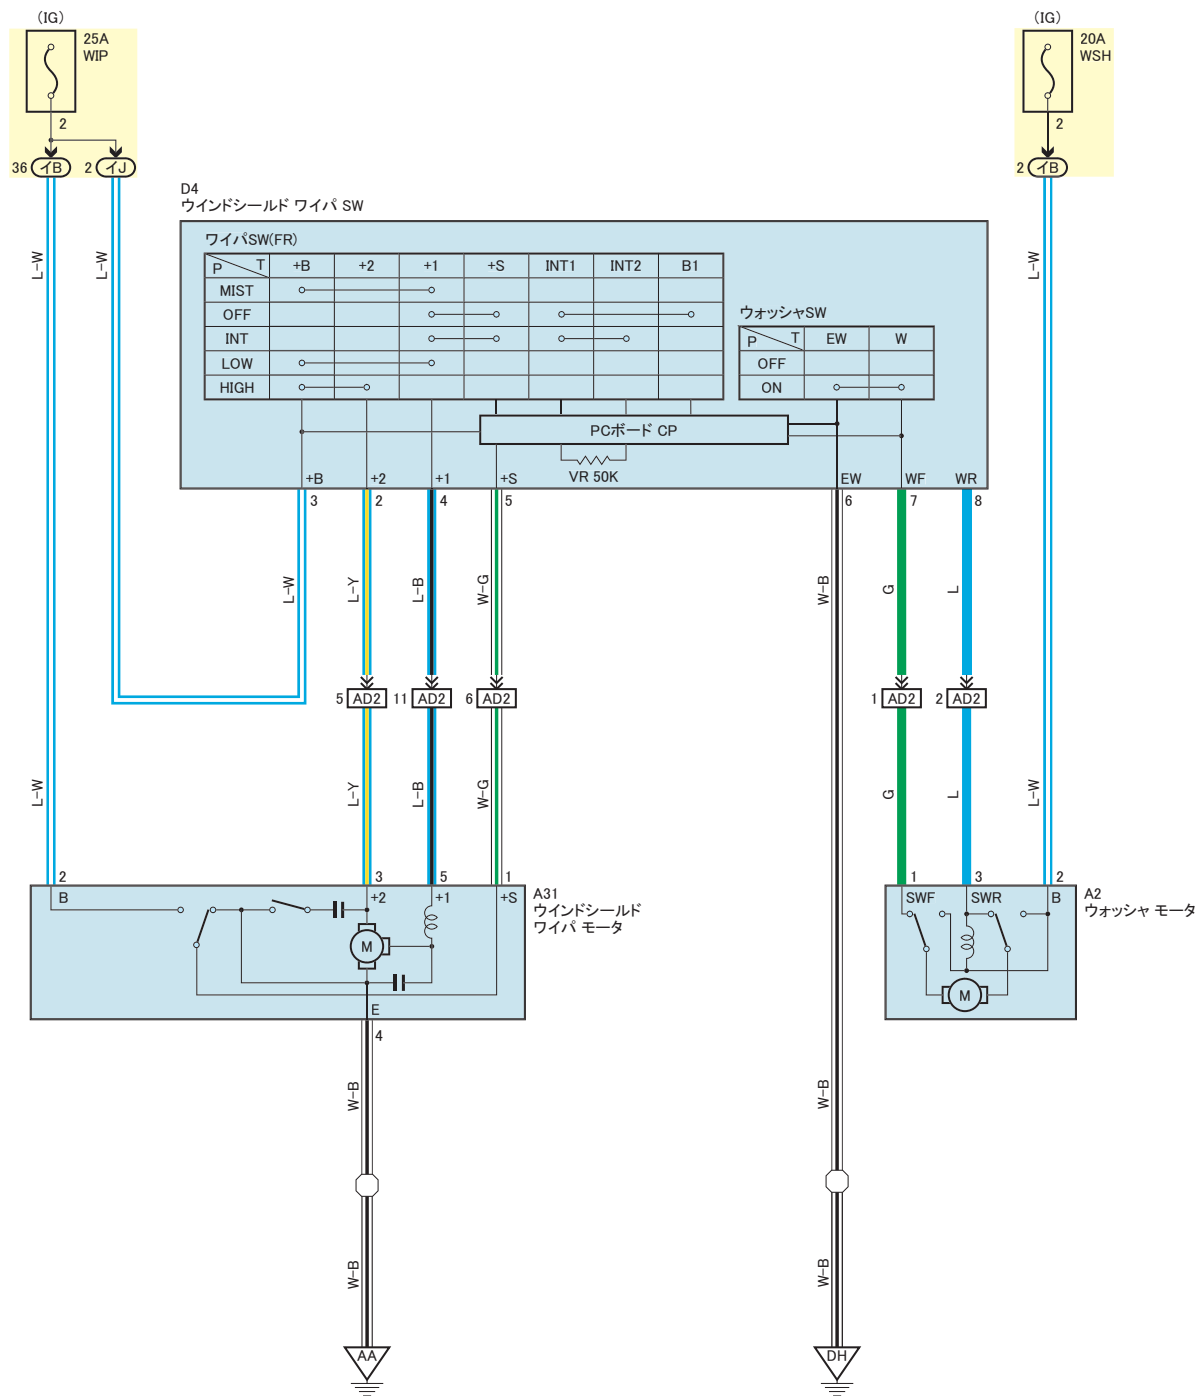 (IG)
25A
WIP
2
36 イB
2 イJ
(IG)
20A
WSH
2
2 イB
L-W
L-W
L-W
D4
ウインドシールド ワイパ SW
ワイパSW(FR)
P T +B +2 +1 +S INT1 INT2 B1
MIST
OFF
INT
LOW
HIGH
ウォッシャSW
P T EW W
OFF
ON
PCボード CP
VR 50K
+B +2 +1 +S EW WF WR
3 2 4 5 6 7 8
L-W L-Y L-B W-G W-B G L
5 AD2
11 AD2
6 AD2
1 AD2
2 AD2
L-W L-Y L-B W-G G L L-W
2 3 5 1
B +2 +1 +S
M
E
4
A31
ウインドシールド
ワイパ モータ
1 3 2
SWF SWR B
M
A2
ウォッシャ モータ
W-B W-B
W-B W-B
AA DH